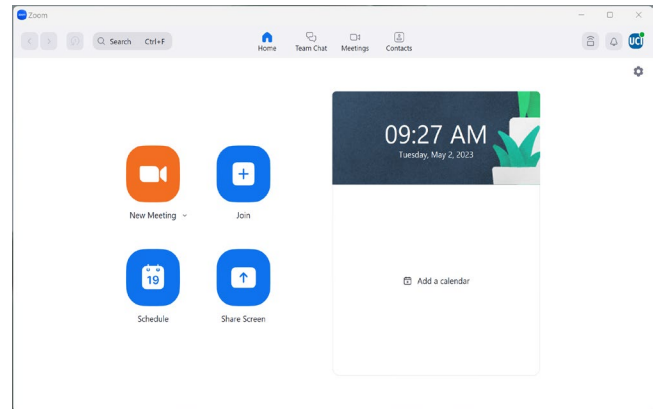 Zoom
Search Ctrl+F
Home
Team Chat
Meetings
Contacts
UCI
09:27 AM
Tuesday, May 2, 2023
New Meeting
Join
19
Schedule
Share Screen
Add a calendar